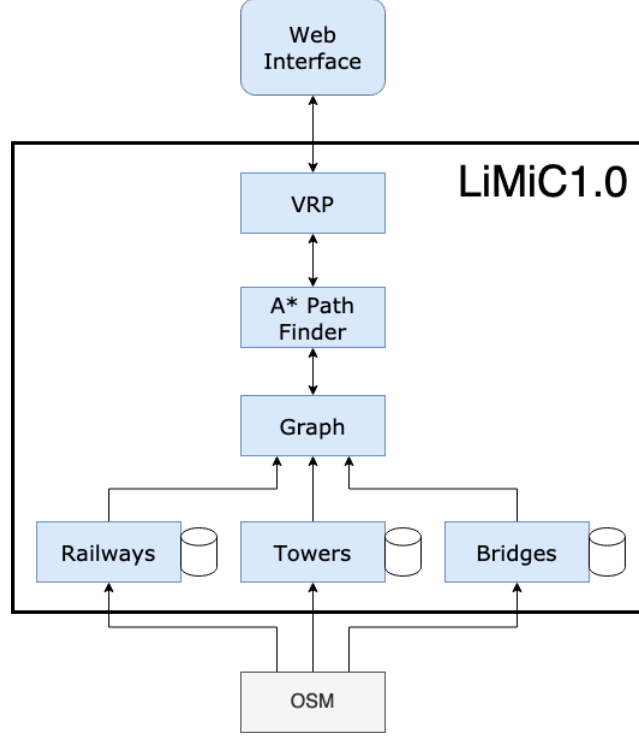 Web
Interface
LiMiC1.0
VRP
A* Path
Finder
Graph
Railways
Towers
Bridges
OSM